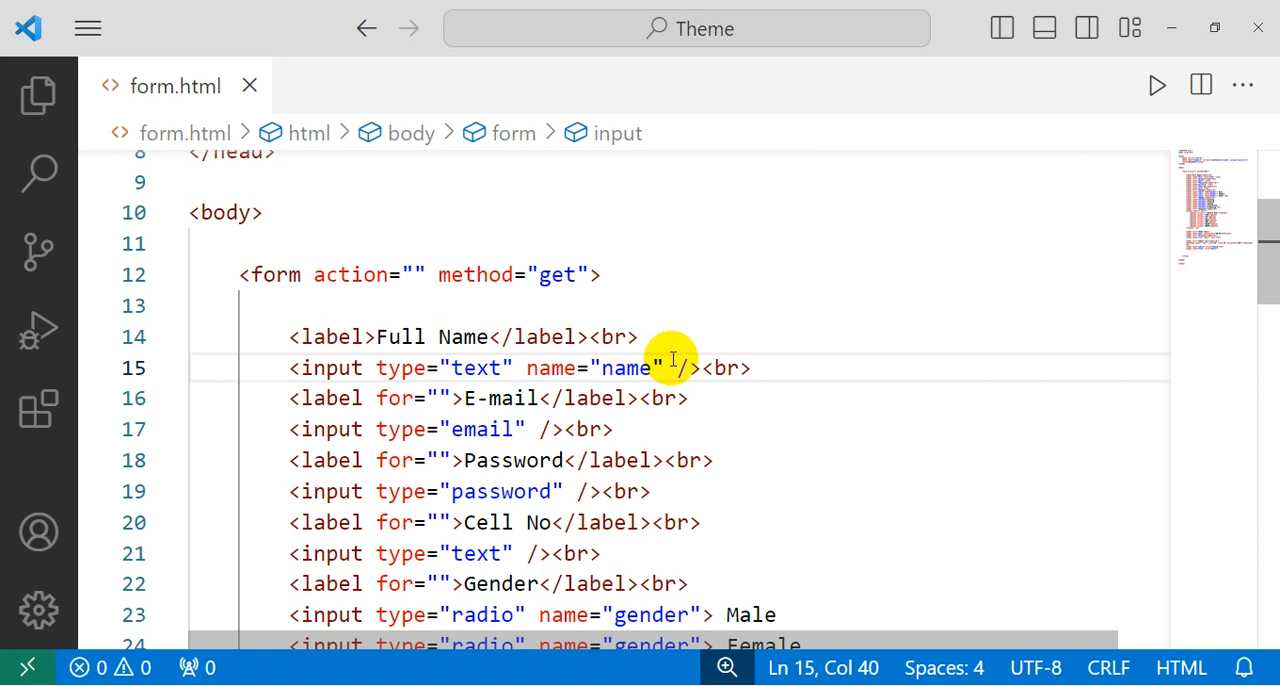 Theme
form.html
form.html > html > body > form > input
8 </head>
9
10 <body>
11
12 <form action="" method="get">
13
14 <label>Full Name</label><br>
15 <input type="text" name="name" /><br>
16 <label for="">E-mail</label><br>
17 <input type="email" /><br>
18 <label for="">Password</label><br>
19 <input type="password" /><br>
20 <label for="">Cell No</label><br>
21 <input type="text" /><br>
22 <label for="">Gender</label><br>
23 <input type="radio" name="gender"> Male
24 <input type="radio" name="gender"> Female
0 0 0 Ln 15, Col 40 Spaces: 4 UTF-8 CRLF HTML